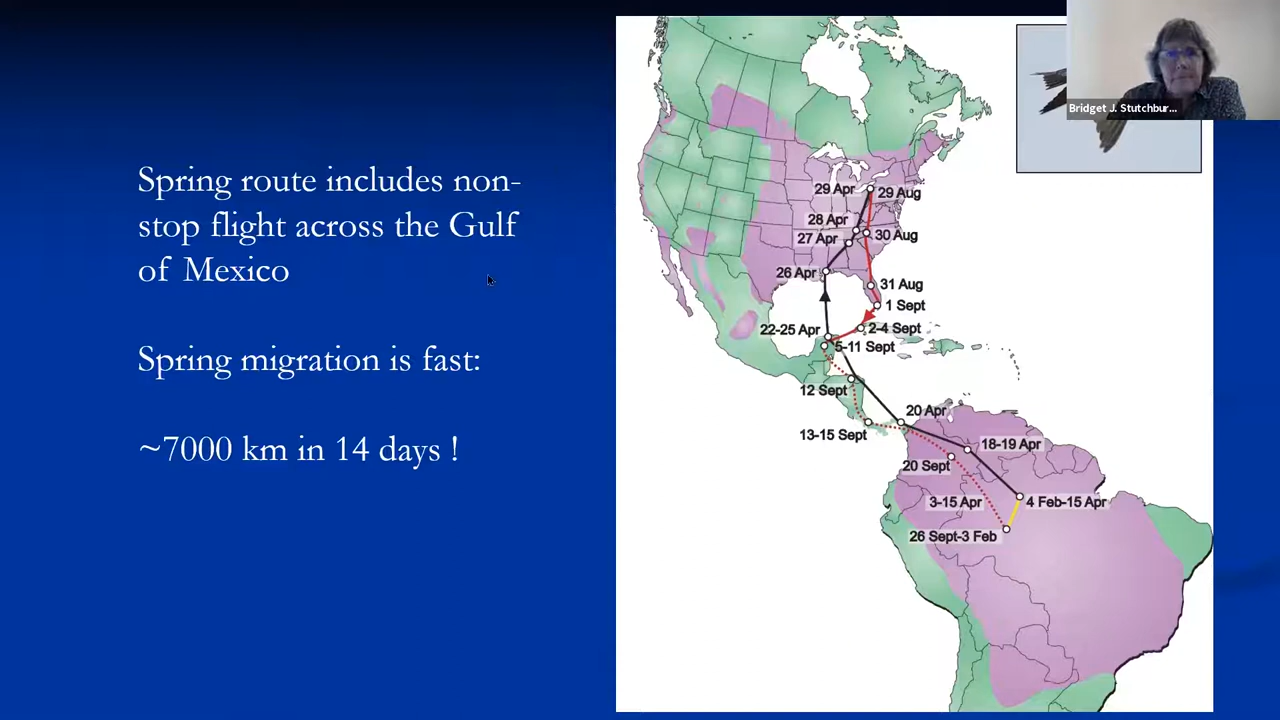 Spring route includes non-
stop flight across the Gulf
of Mexico
Spring migration is fast:
~7000 km in 14 days !
Bridget J. Stutchbur...
29 Apr
29 Aug
28 Apr
30 Aug
27 Apr
26 Apr
31 Aug
1 Sept
22-25 Apr
2-4 Sept
5-11 Sept
12 Sept
20 Apr
13-15 Sept
18-19 Apr
20 Sept
3-15 Apr
4 Feb-15 Apr
26 Sept-3 Feb